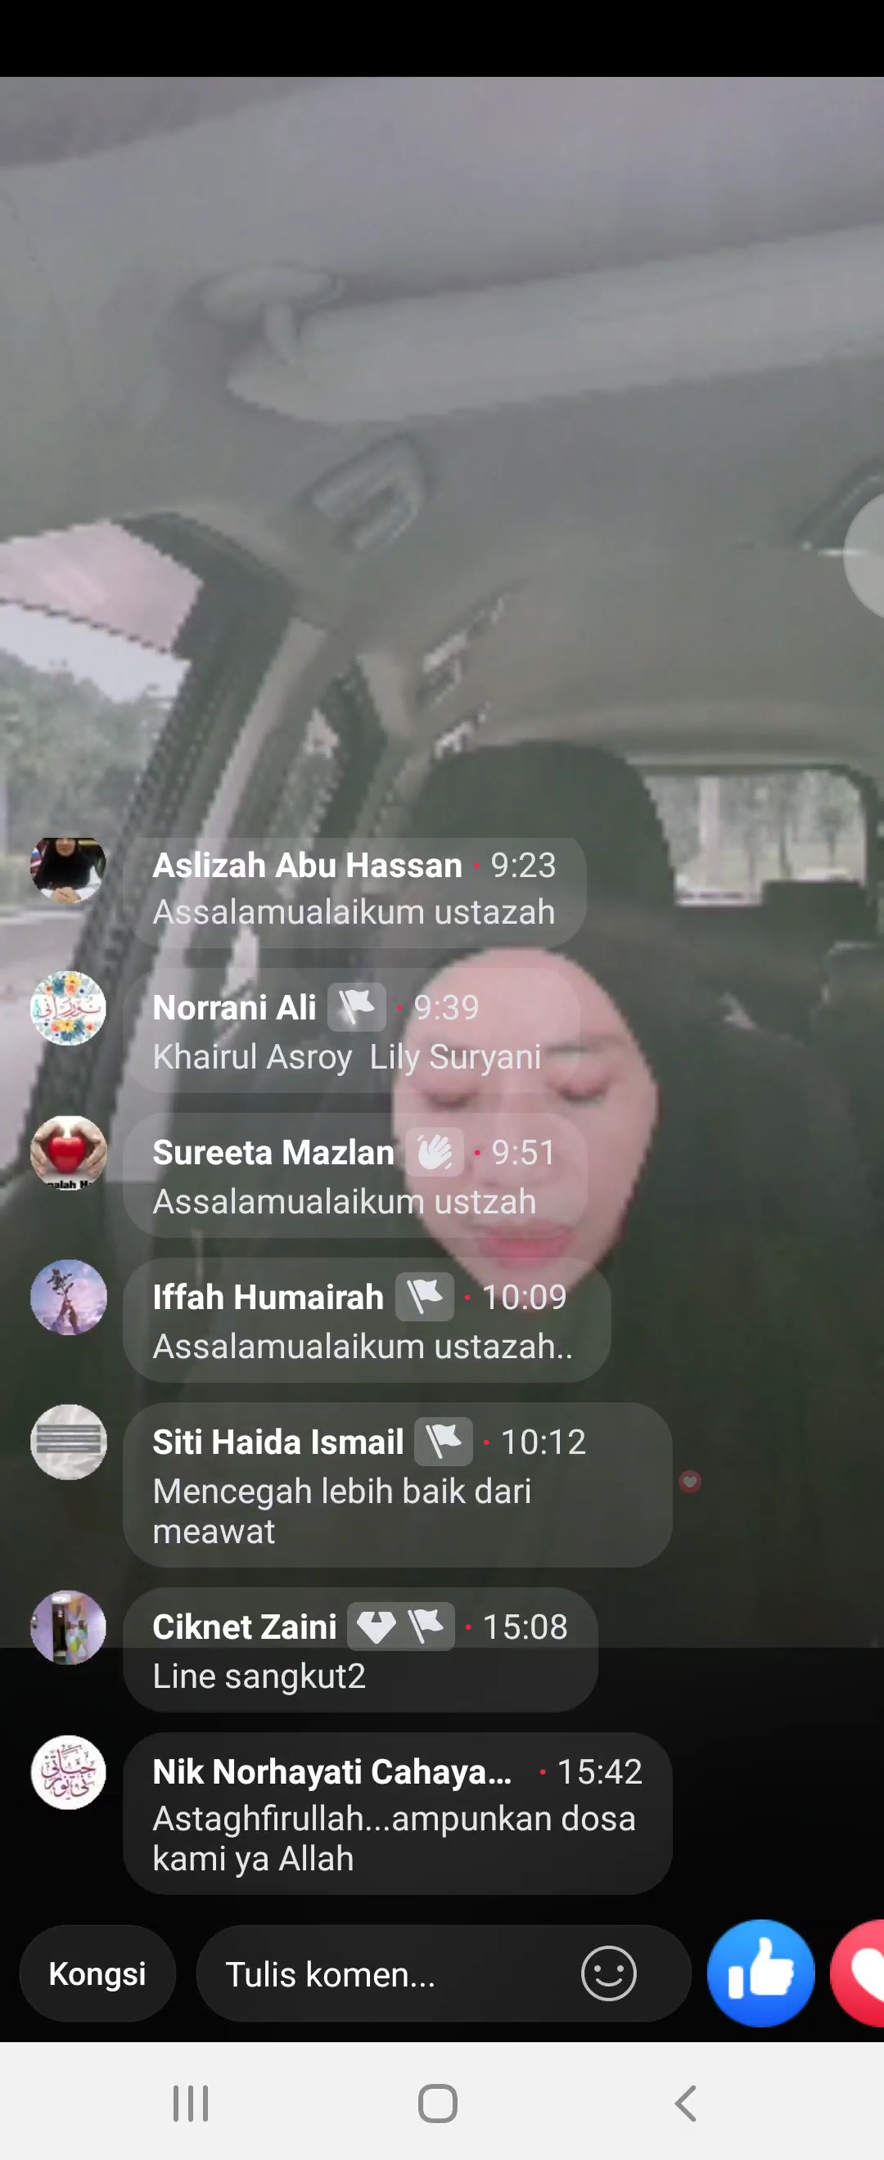 Aslizah Abu Hassan · 9:23
Assalamualaikum ustazah
Norrani Ali · 9:39
Khairul Asroy Lily Suryani
Sureeta Mazlan · 9:51
Assalamualaikum ustzah
Iffah Humairah · 10:09
Assalamualaikum ustazah..
Siti Haida Ismail · 10:12
Mencegah lebih baik dari
meawat
Ciknet Zaini · 15:08
Line sangkut2
Nik Norhayati Cahaya... · 15:42
Astaghfirullah...ampunkan dosa
kami ya Allah
Kongsi
Tulis komen...